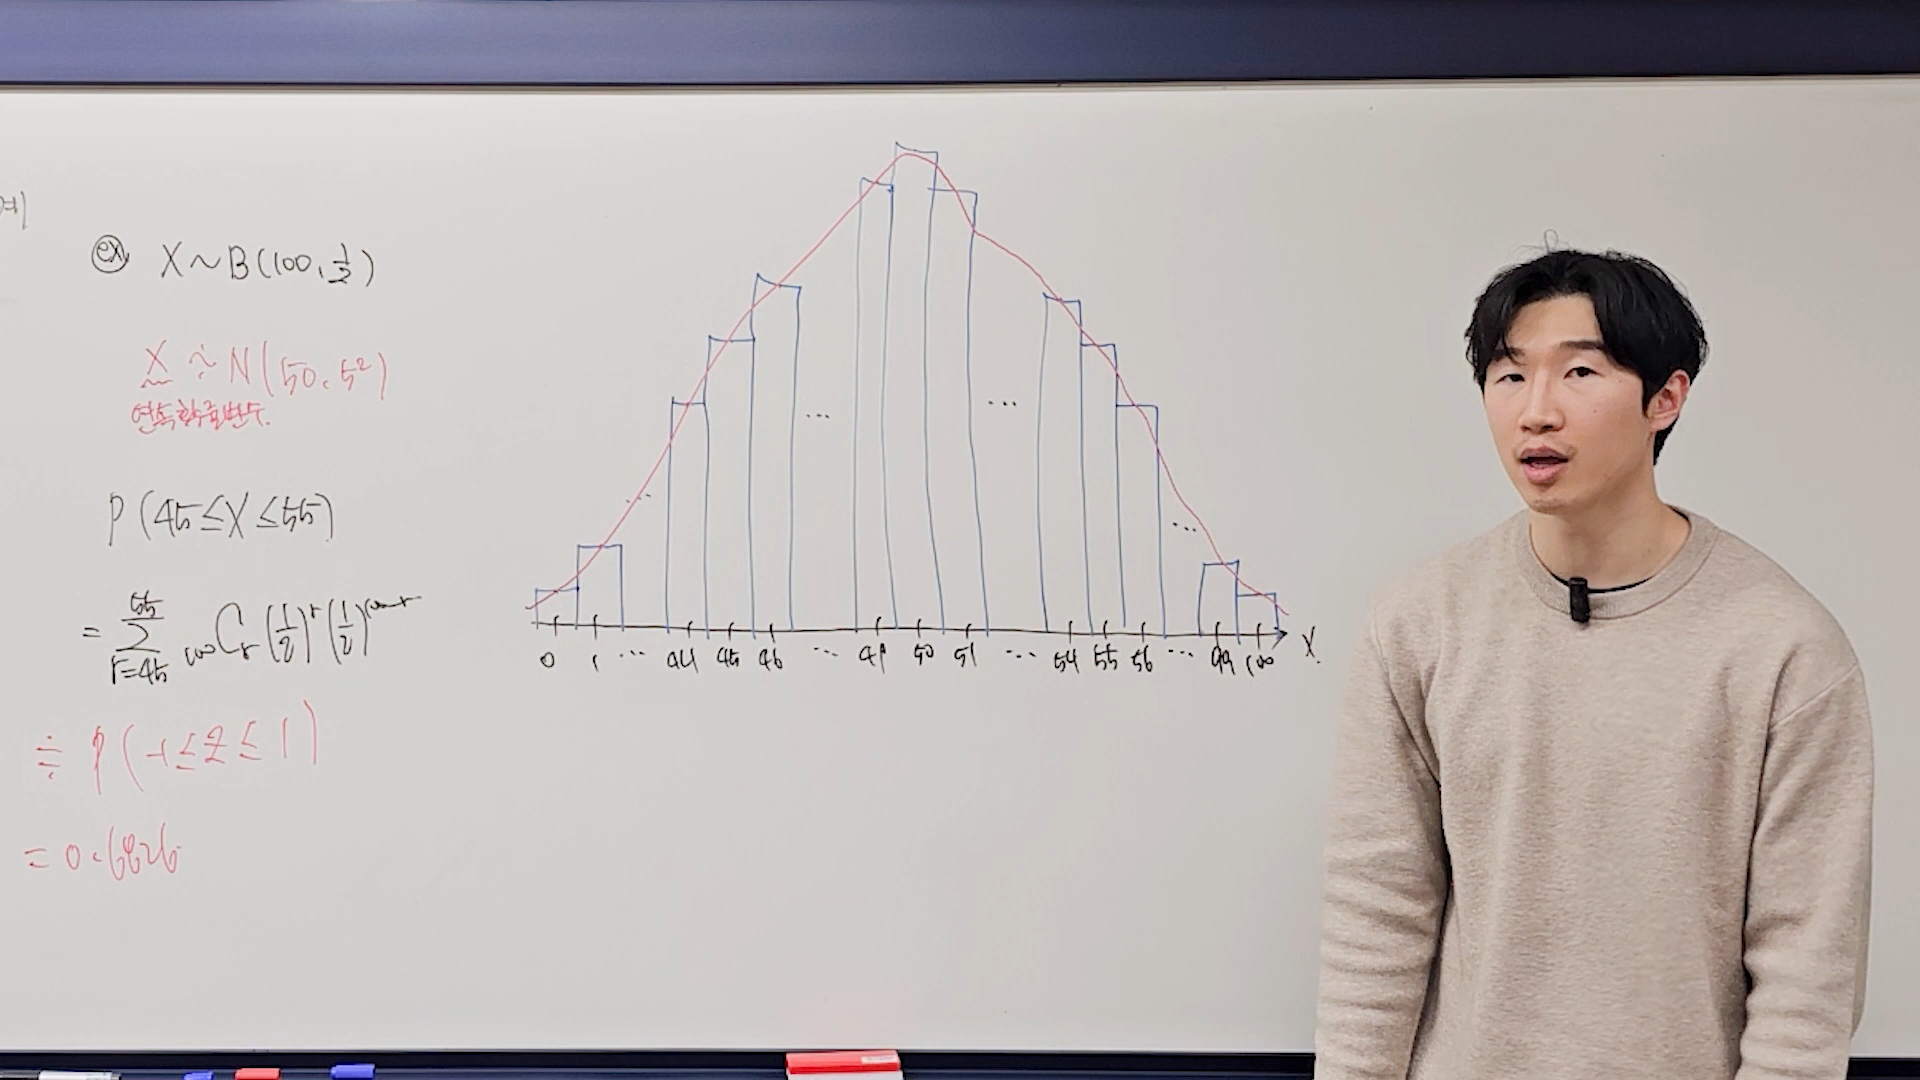 예
ex X∼B(100, 1/2)
X ∼̇ N(50, 5²)
연속확률변수.
P(45≤X≤55)
= 55 Σ r=45 100Cr (1/2)^r (1/2)^100-r
≒ P(-1≤Z≤1)
= 0.6826
0 1 ... 44 45 46 ... 49 50 51 ... 54 55 56 ... 99 100 X.